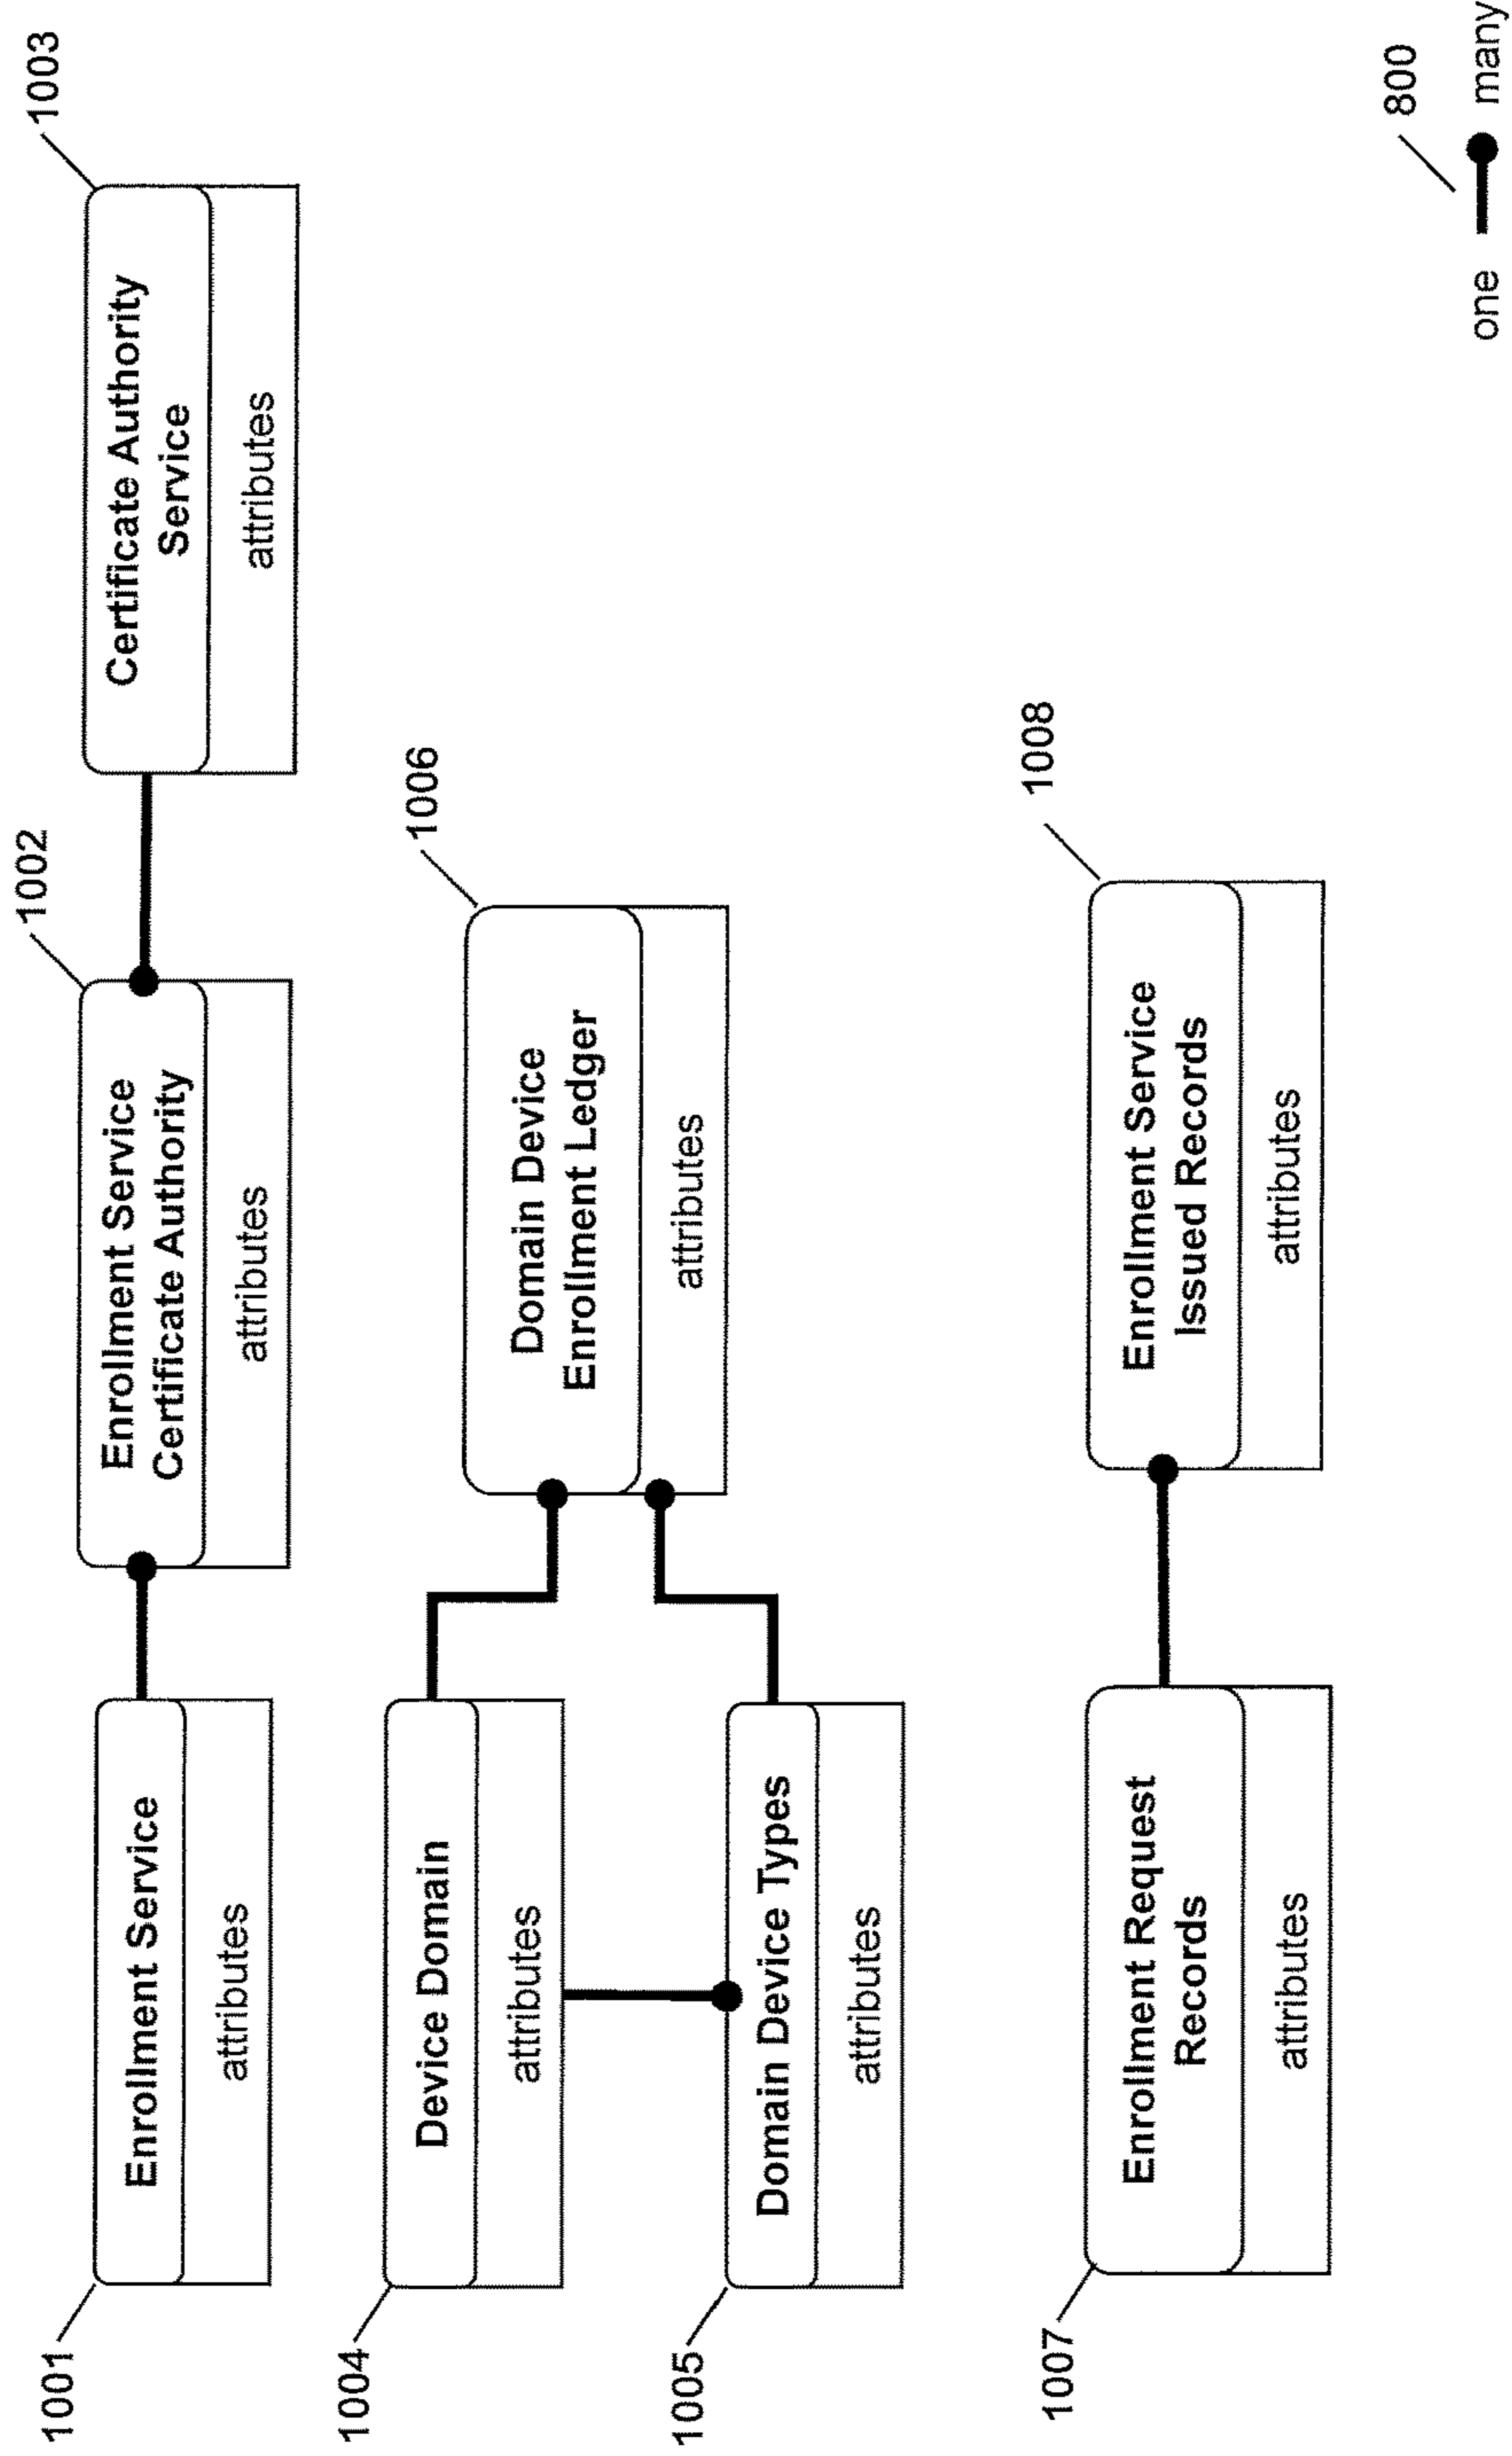 1001
Enrollment Service
attributes
1002
Enrollment Service
Certificate Authority
attributes
1003
Certificate Authority
Service
attributes
1004
Device Domain
attributes
1005
Domain Device Types
attributes
1006
Domain Device
Enrollment Ledger
attributes
1007
Enrollment Request
Records
attributes
1008
Enrollment Service
Issued Records
attributes
800
one many